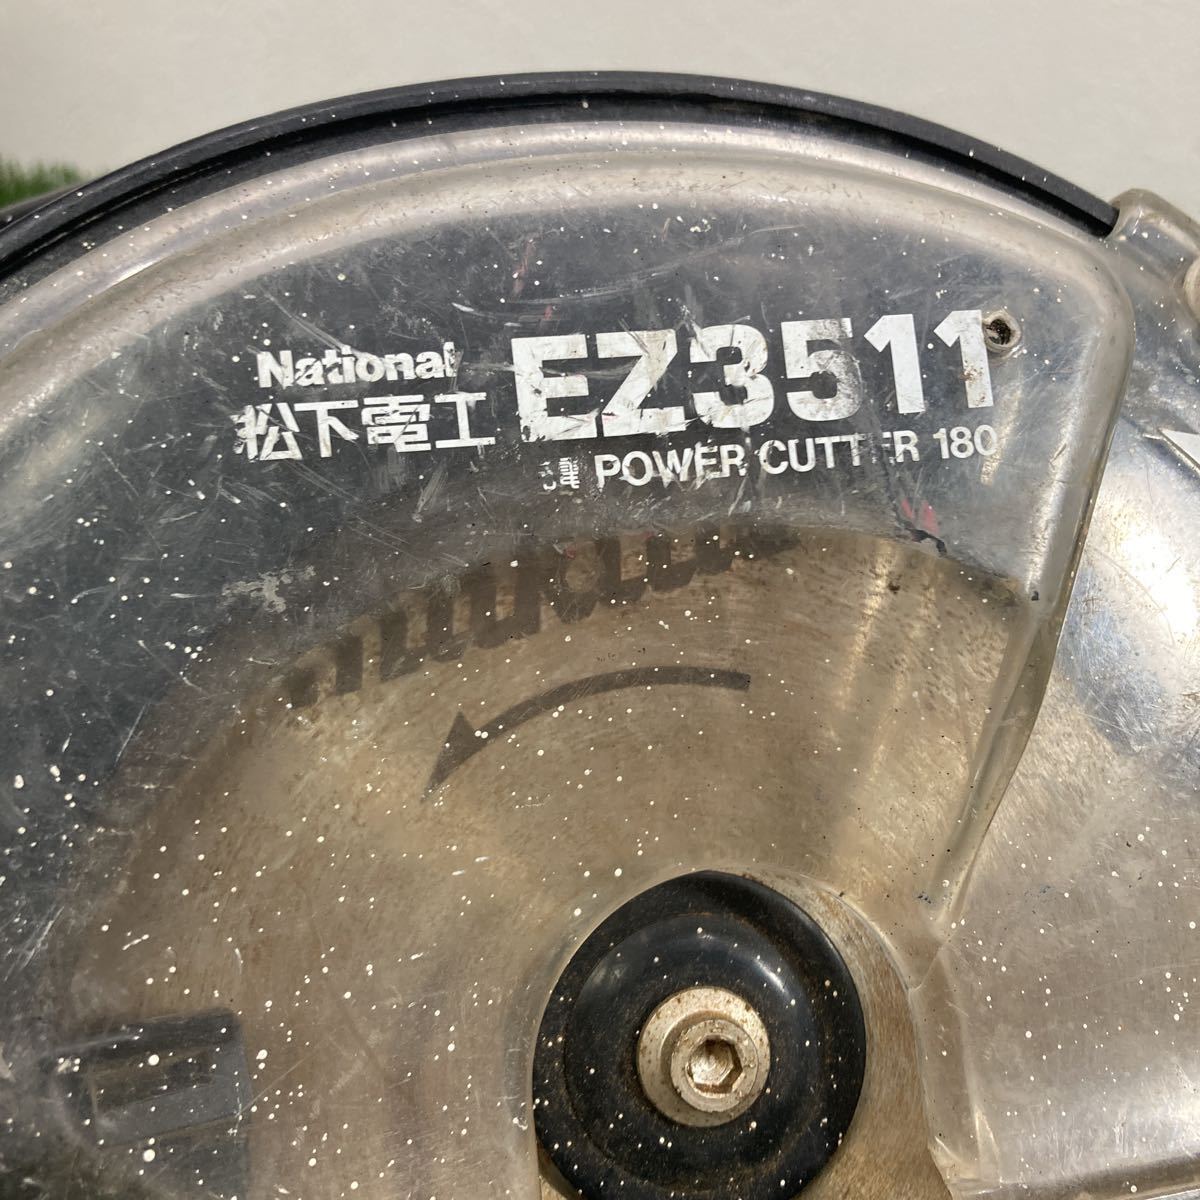 National
松下電工
EZ3511
POWER CUTTER 180